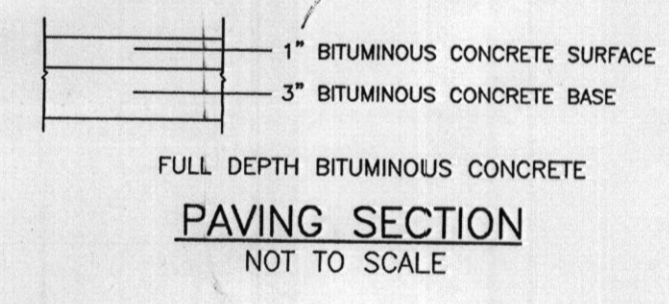 1" BITUMINOUS CONCRETE SURFACE
3" BITUMINOUS CONCRETE BASE
FULL DEPTH BITUMINOUS CONCRETE
PAVING SECTION
NOT TO SCALE